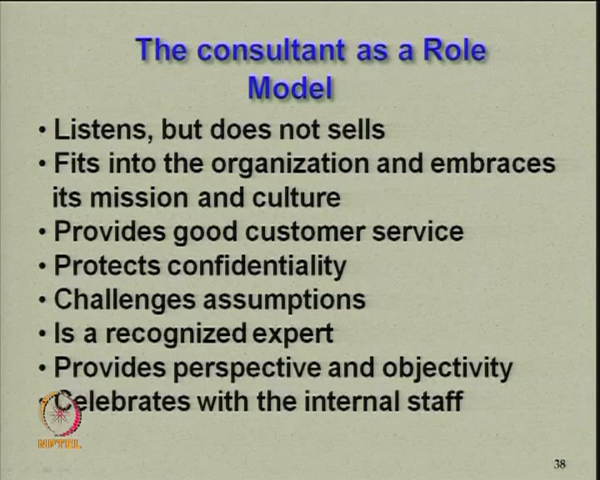 The consultant as a Role
Model
• Listens, but does not sells
• Fits into the organization and embraces
its mission and culture
• Provides good customer service
• Protects confidentiality
• Challenges assumptions
• Is a recognized expert
• Provides perspective and objectivity
• Celebrates with the internal staff
NPTEL
38